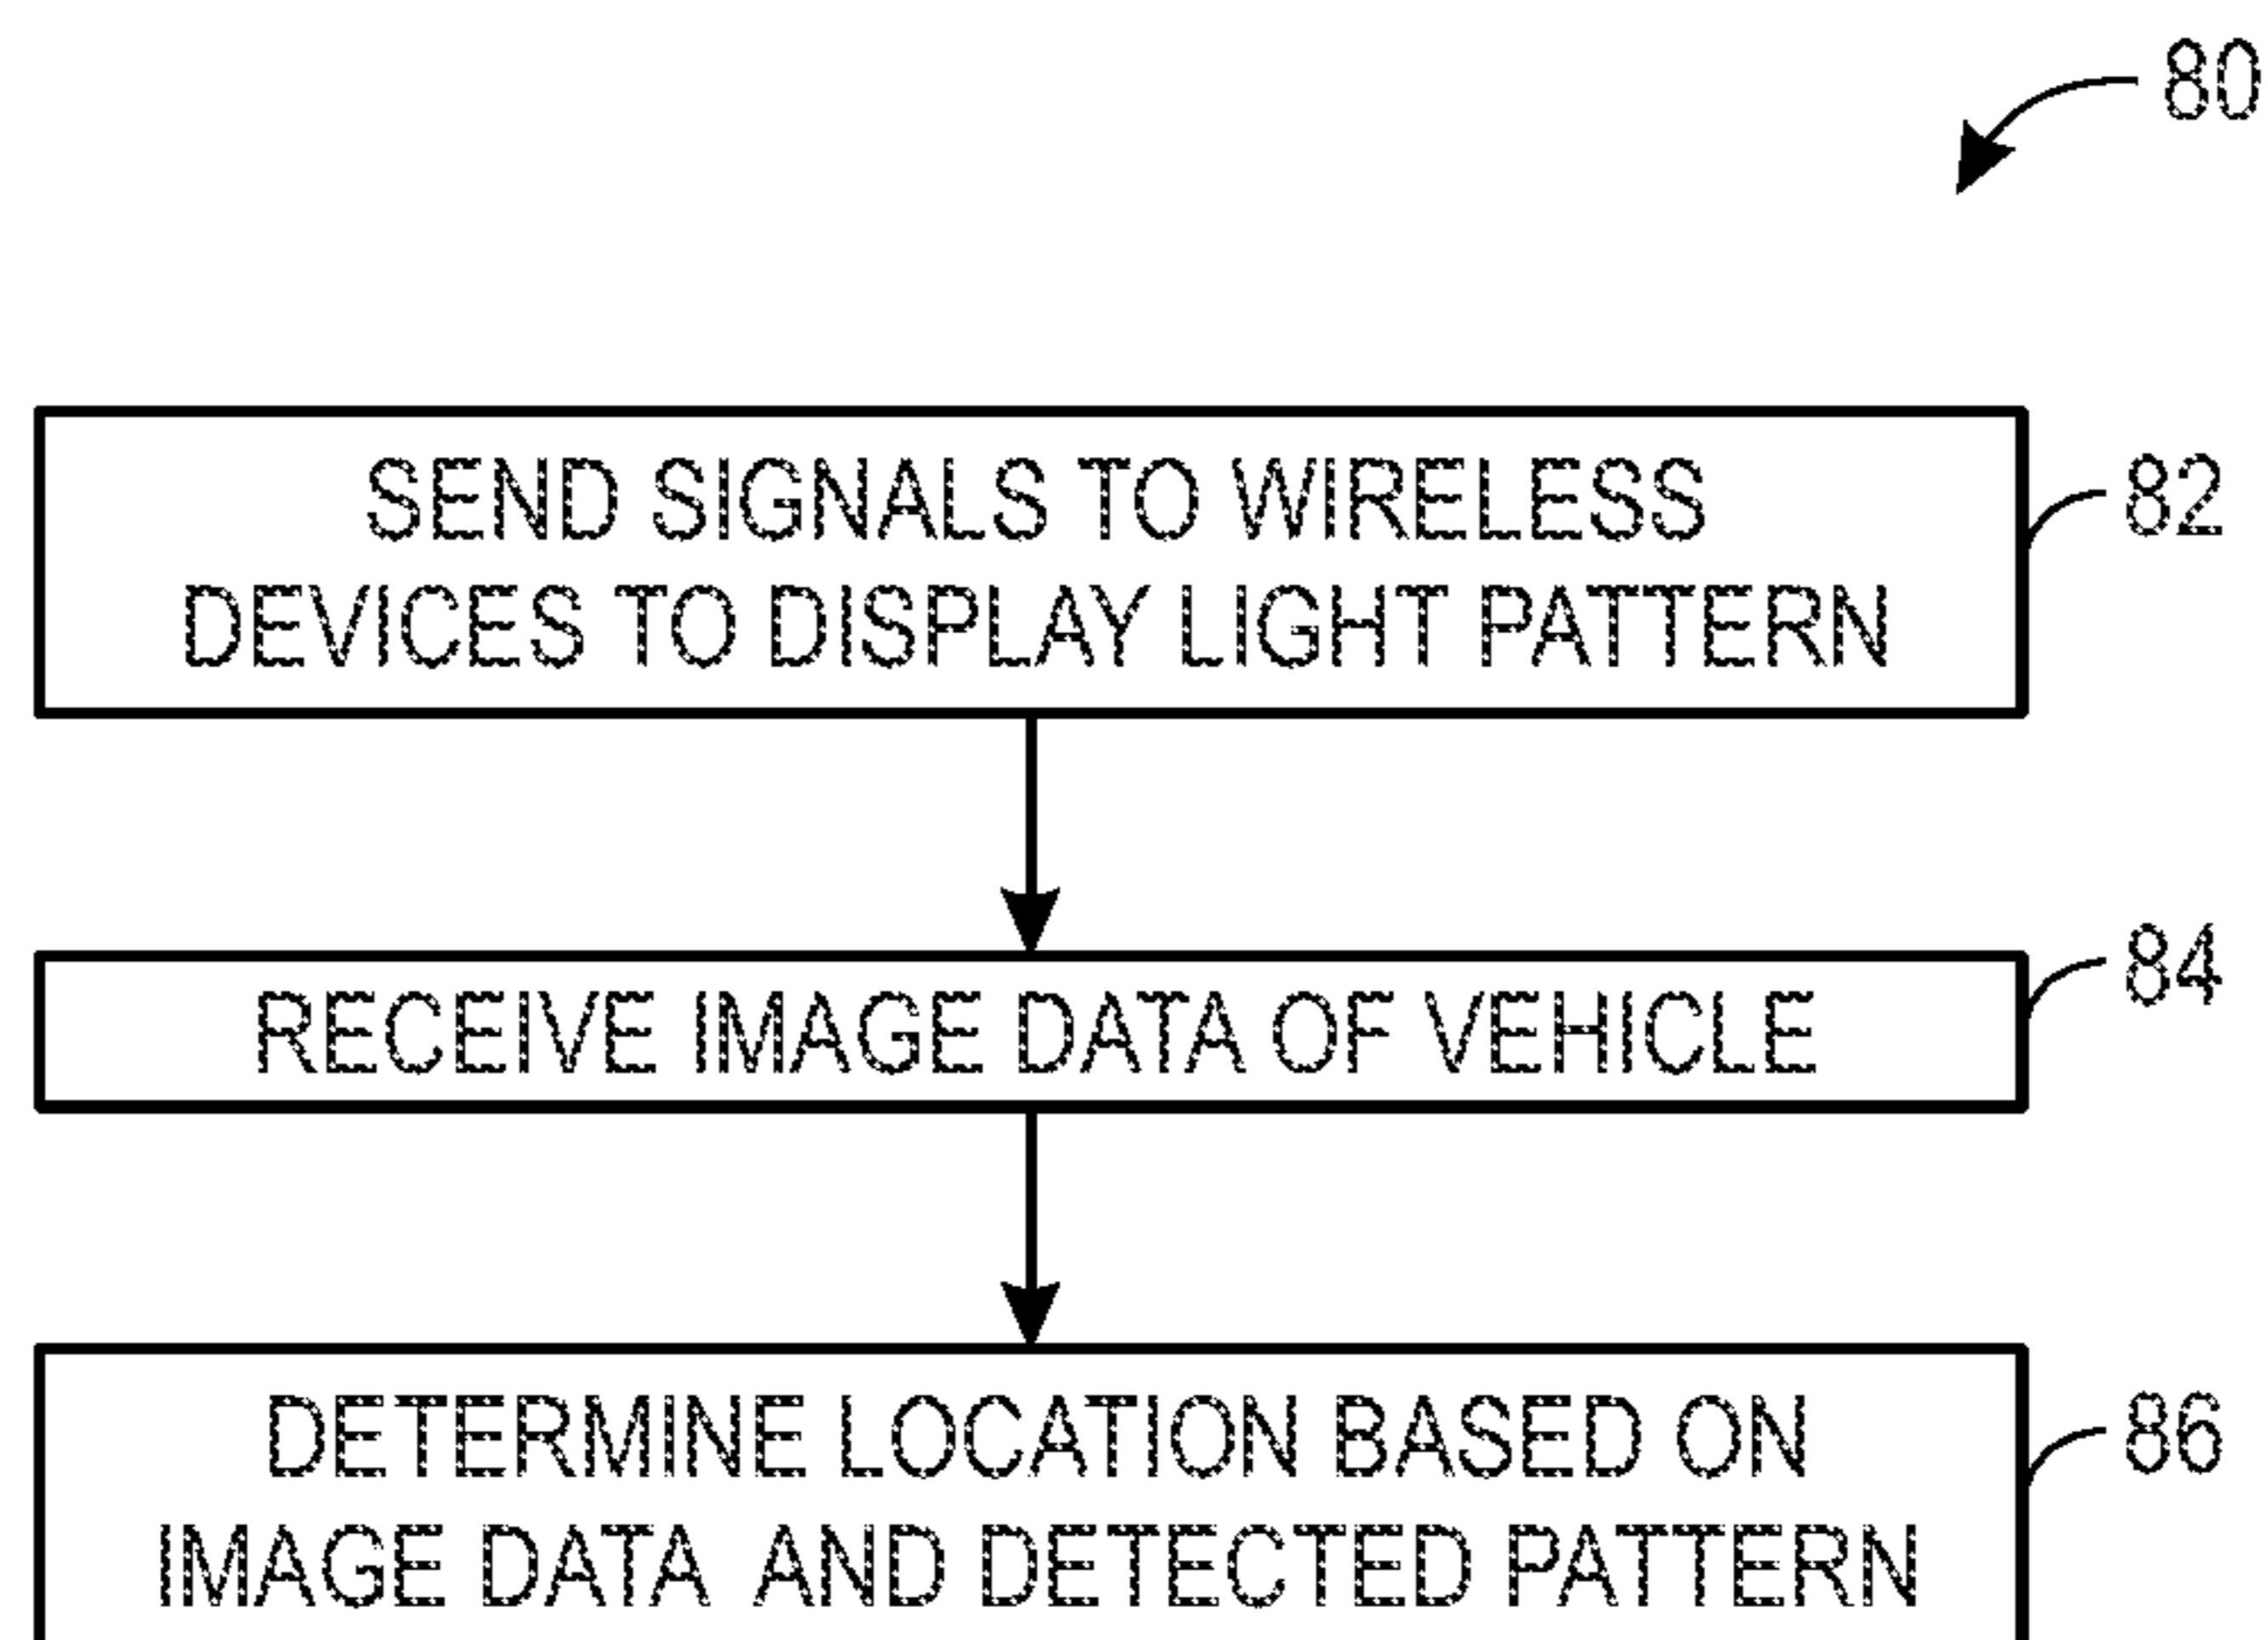 80
SEND SIGNALS TO WIRELESS
DEVICES TO DISPLAY LIGHT PATTERN
82
RECEIVE IMAGE DATA OF VEHICLE
84
DETERMINE LOCATION BASED ON
IMAGE DATA AND DETECTED PATTERN
86